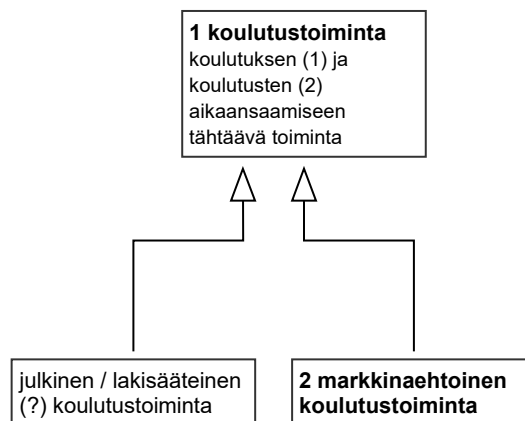 1 koulutustoiminta
koulutuksen (1) ja
koulutusten (2)
aikaansaamiseen
tähtäävä toiminta
julkinen / lakisääteinen
(?) koulutustoiminta
2 markkinaehtoinen
koulutustoiminta